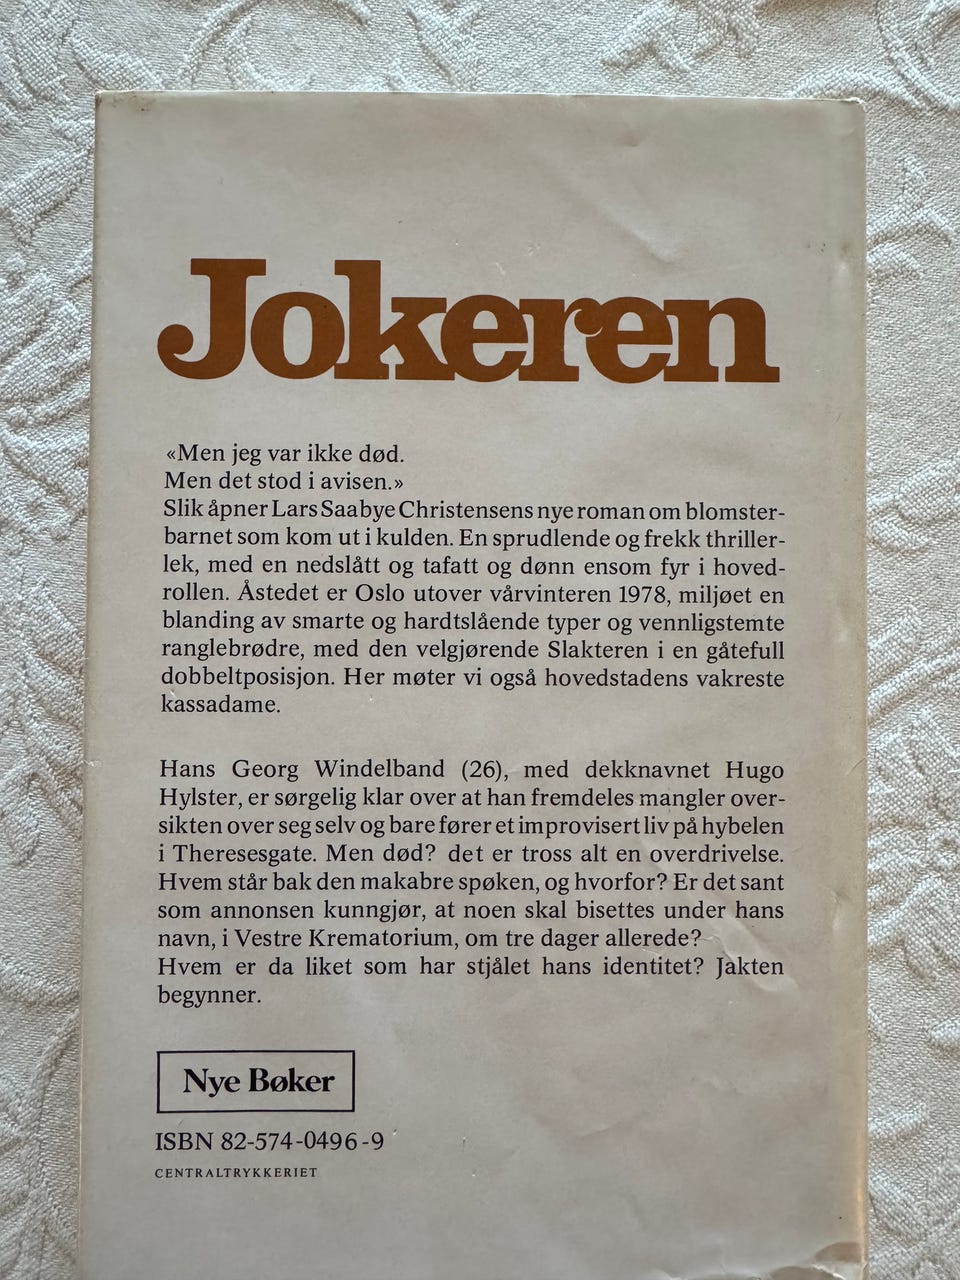 Jokeren
«Men jeg var ikke død.
Men det stod i avisen.»
Slik åpner Lars Saabye Christensens nye roman om blomster-
barnet som kom ut i kulden. En sprudlende og frekk thriller-
lek, med en nedslått og tafatt og dønn ensom fyr i hoved-
rollen. Åstedet er Oslo utover vårvinteren 1978, miljøet en
blanding av smarte og hardtslående typer og vennligstemte
ranglebrødre, med den velgjørende Slakteren i en gåtefull
dobbeltposisjon. Her møter vi også hovedstadens vakreste
kassadame.
Hans Georg Windelband (26), med dekknavnet Hugo
Hylster, er sørgelig klar over at han fremdeles mangler over-
sikten over seg selv og bare fører et improvisert liv på hybelen
i Theresesgate. Men død? det er tross alt en overdrivelse.
Hvem står bak den makabre spøken, og hvorfor? Er det sant
som annonsen kunngjør, at noen skal bisettes under hans
navn, i Vestre Krematorium, om tre dager allerede?
Hvem er da liket som har stjålet hans identitet? Jakten
begynner.
Nye Bøker
ISBN 82-574-0496-9
CENTRALTRYKKERIET